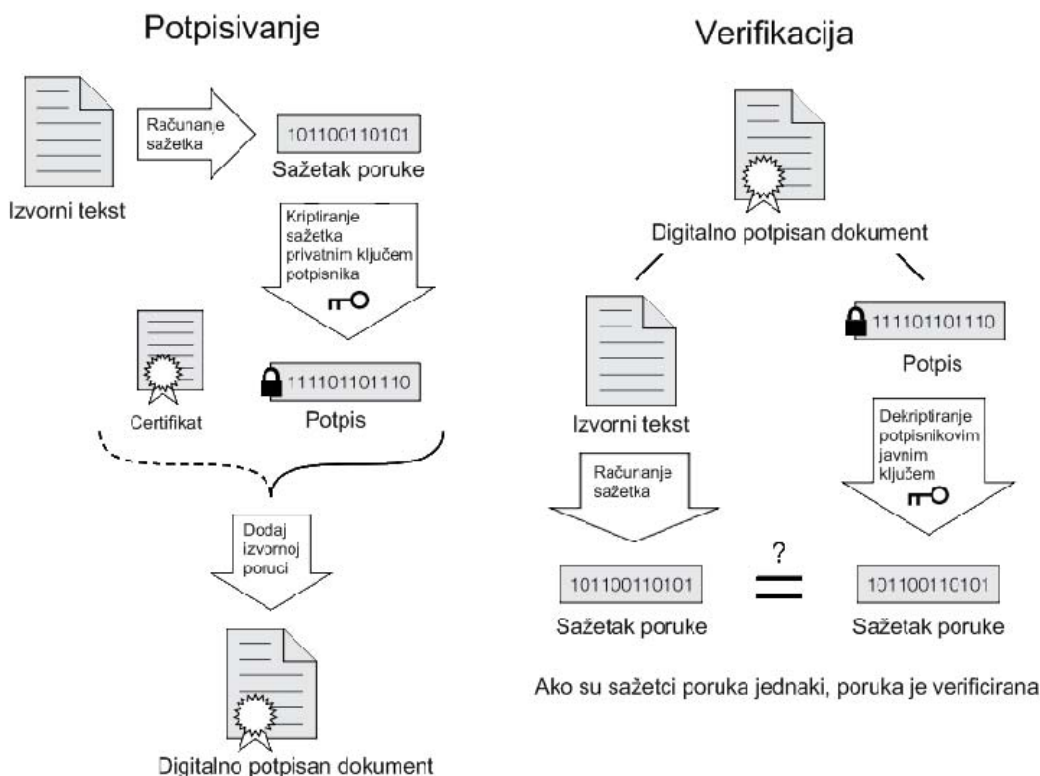 Potpisivanje
Izvorni tekst
Računanje
sažetka
101100110101
Sažetak poruke
Kriptiranje
sažetka
privatnim ključem
potpisnika
Certifikat
111101101110
Potpis
Dodaj
izvornoj
poruci
Digitalno potpisan dokument
Verifikacija
Digitalno potpisan dokument
Izvorni tekst
111101101110
Potpis
Računanje
sažetka
Dekriptiranje
potpisnikovim
javnim
ključem
101100110101
Sažetak poruke
?
=
101100110101
Sažetak poruke
Ako su sažetci poruka jednaki, poruka je verificirana